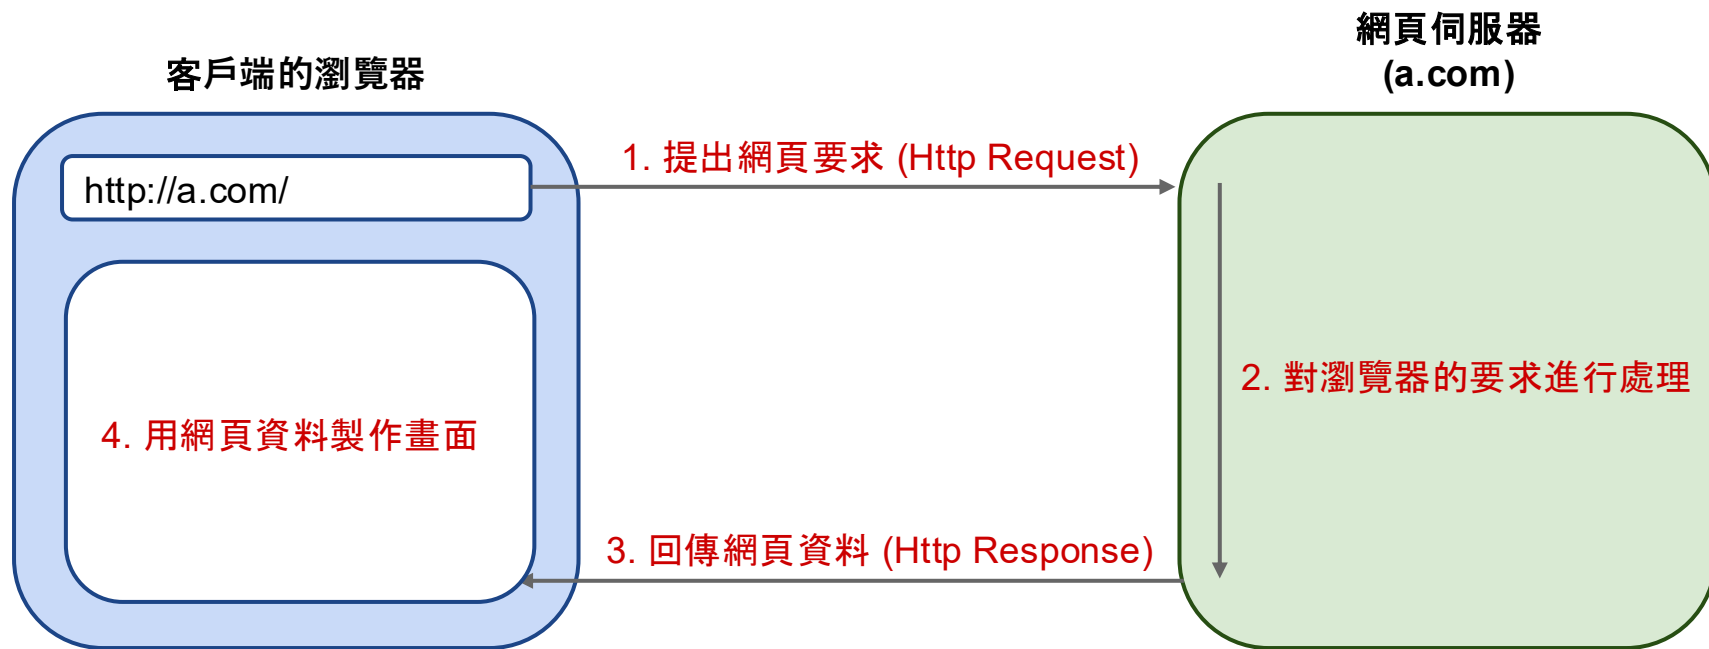 網頁伺服器
(a.com)
客戶端的瀏覽器
1. 提出網頁要求 (Http Request)
http://a.com/
2. 對瀏覽器的要求進行處理
4. 用網頁資料製作畫面
3. 回傳網頁資料 (Http Response)